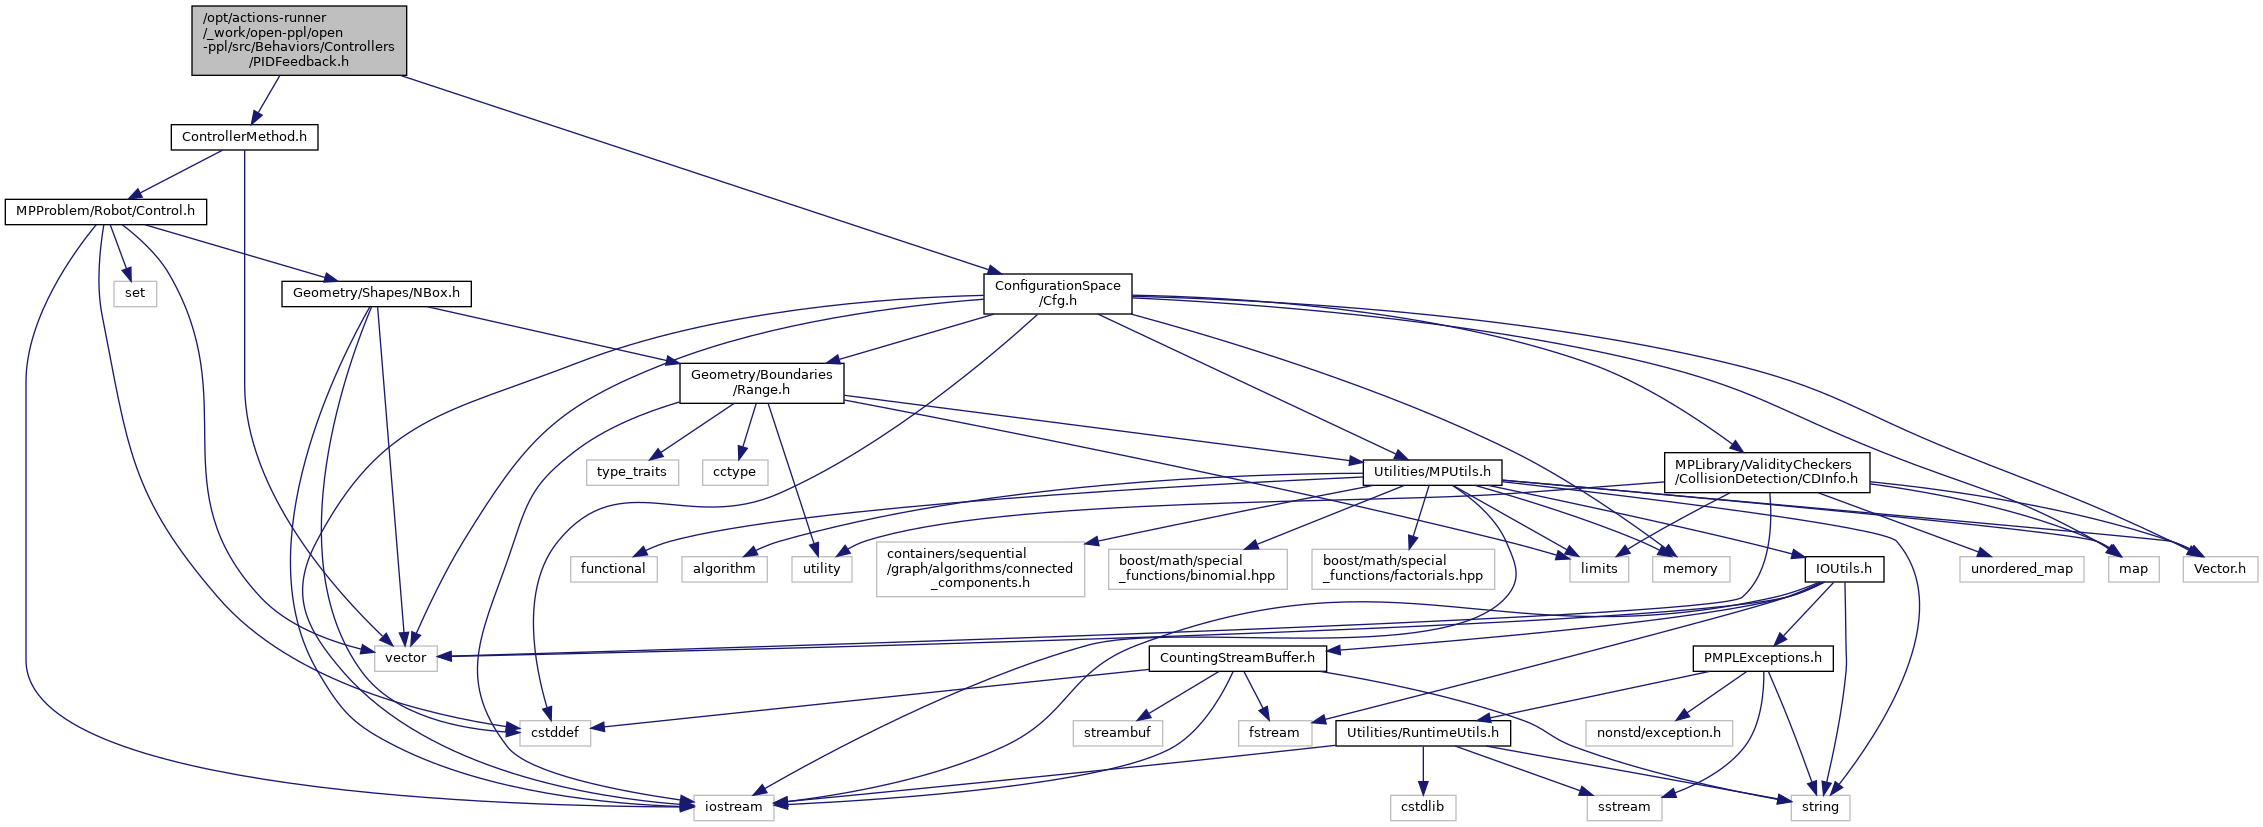 /opt/actions-runner
/_work/open-ppl/open
-ppl/src/Behaviors/Controllers
/PIDFeedback.h
ControllerMethod.h
MPProblem/Robot/Control.h
set
Geometry/Shapes/NBox.h
ConfigurationSpace
/Cfg.h
Geometry/Boundaries
/Range.h
type_traits
cctype
Utilities/MPUtils.h
MPLibrary/ValidityCheckers
/CollisionDetection/CDInfo.h
functional
algorithm
utility
containers/sequential
/graph/algorithms/connected
_components.h
boost/math/special
_functions/binomial.hpp
boost/math/special
_functions/factorials.hpp
limits
memory
IOUtils.h
unordered_map
map
Vector.h
vector
CountingStreamBuffer.h
PMPLExceptions.h
cstddef
streambuf
fstream
Utilities/RuntimeUtils.h
nonstd/exception.h
iostream
cstdlib
sstream
string